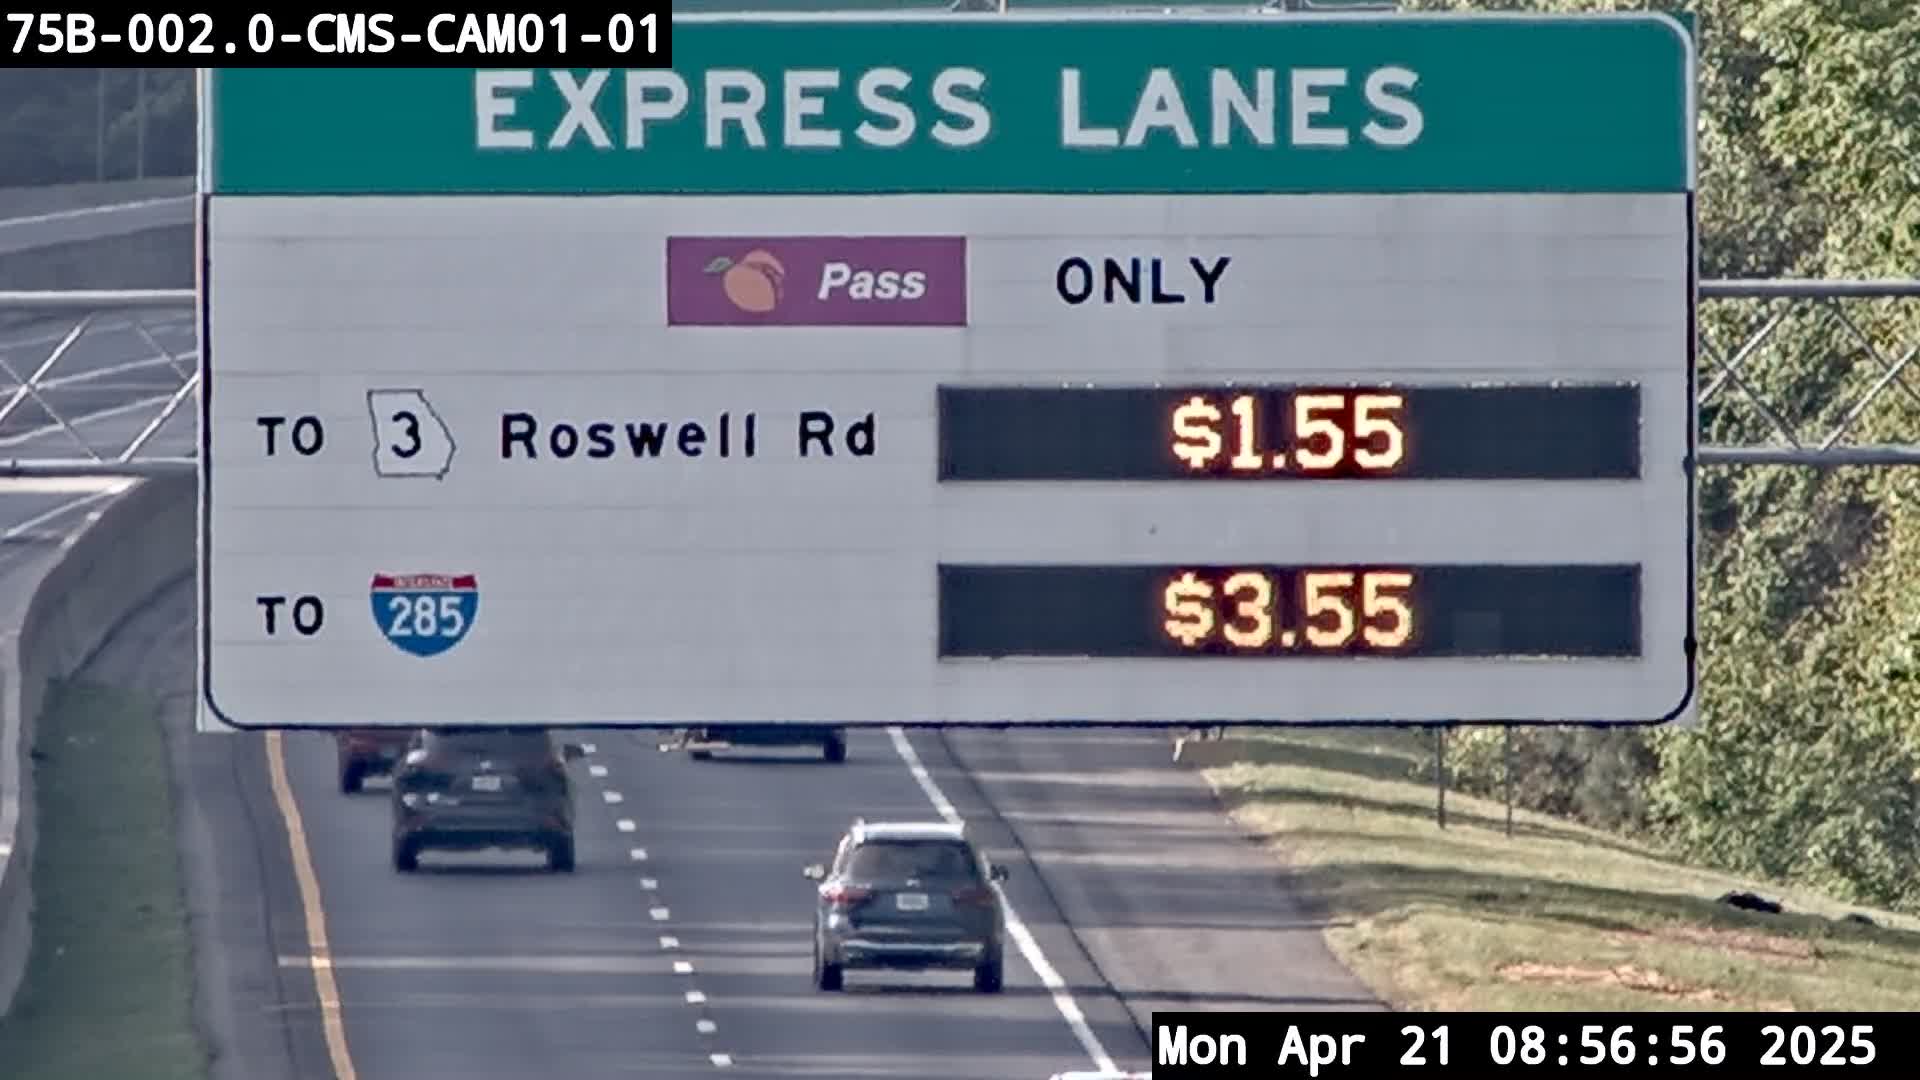 75B-002.0-CMS-CAM01-01
EXPRESS LANES
Pass ONLY
TO 3 Roswell Rd $1.55
INTERSTATE
TO 285 $3.55
Mon Apr 21 08:56:56 2025